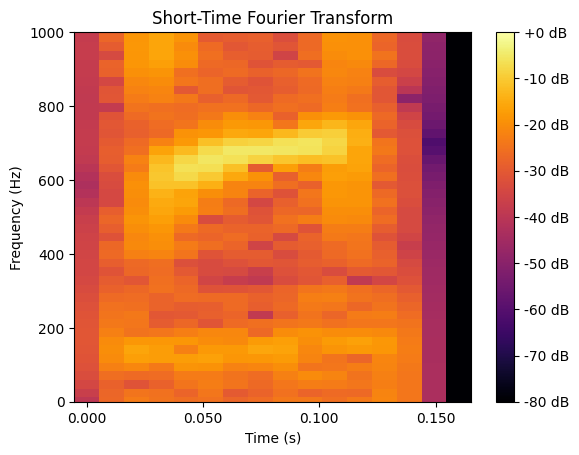 Short-Time Fourier Transform
1000
800
600
400
200
0
Frequency (Hz)
0.000
0.050
0.100
0.150
Time (s)
+0 dB
-10 dB
-20 dB
-30 dB
-40 dB
-50 dB
-60 dB
-70 dB
-80 dB